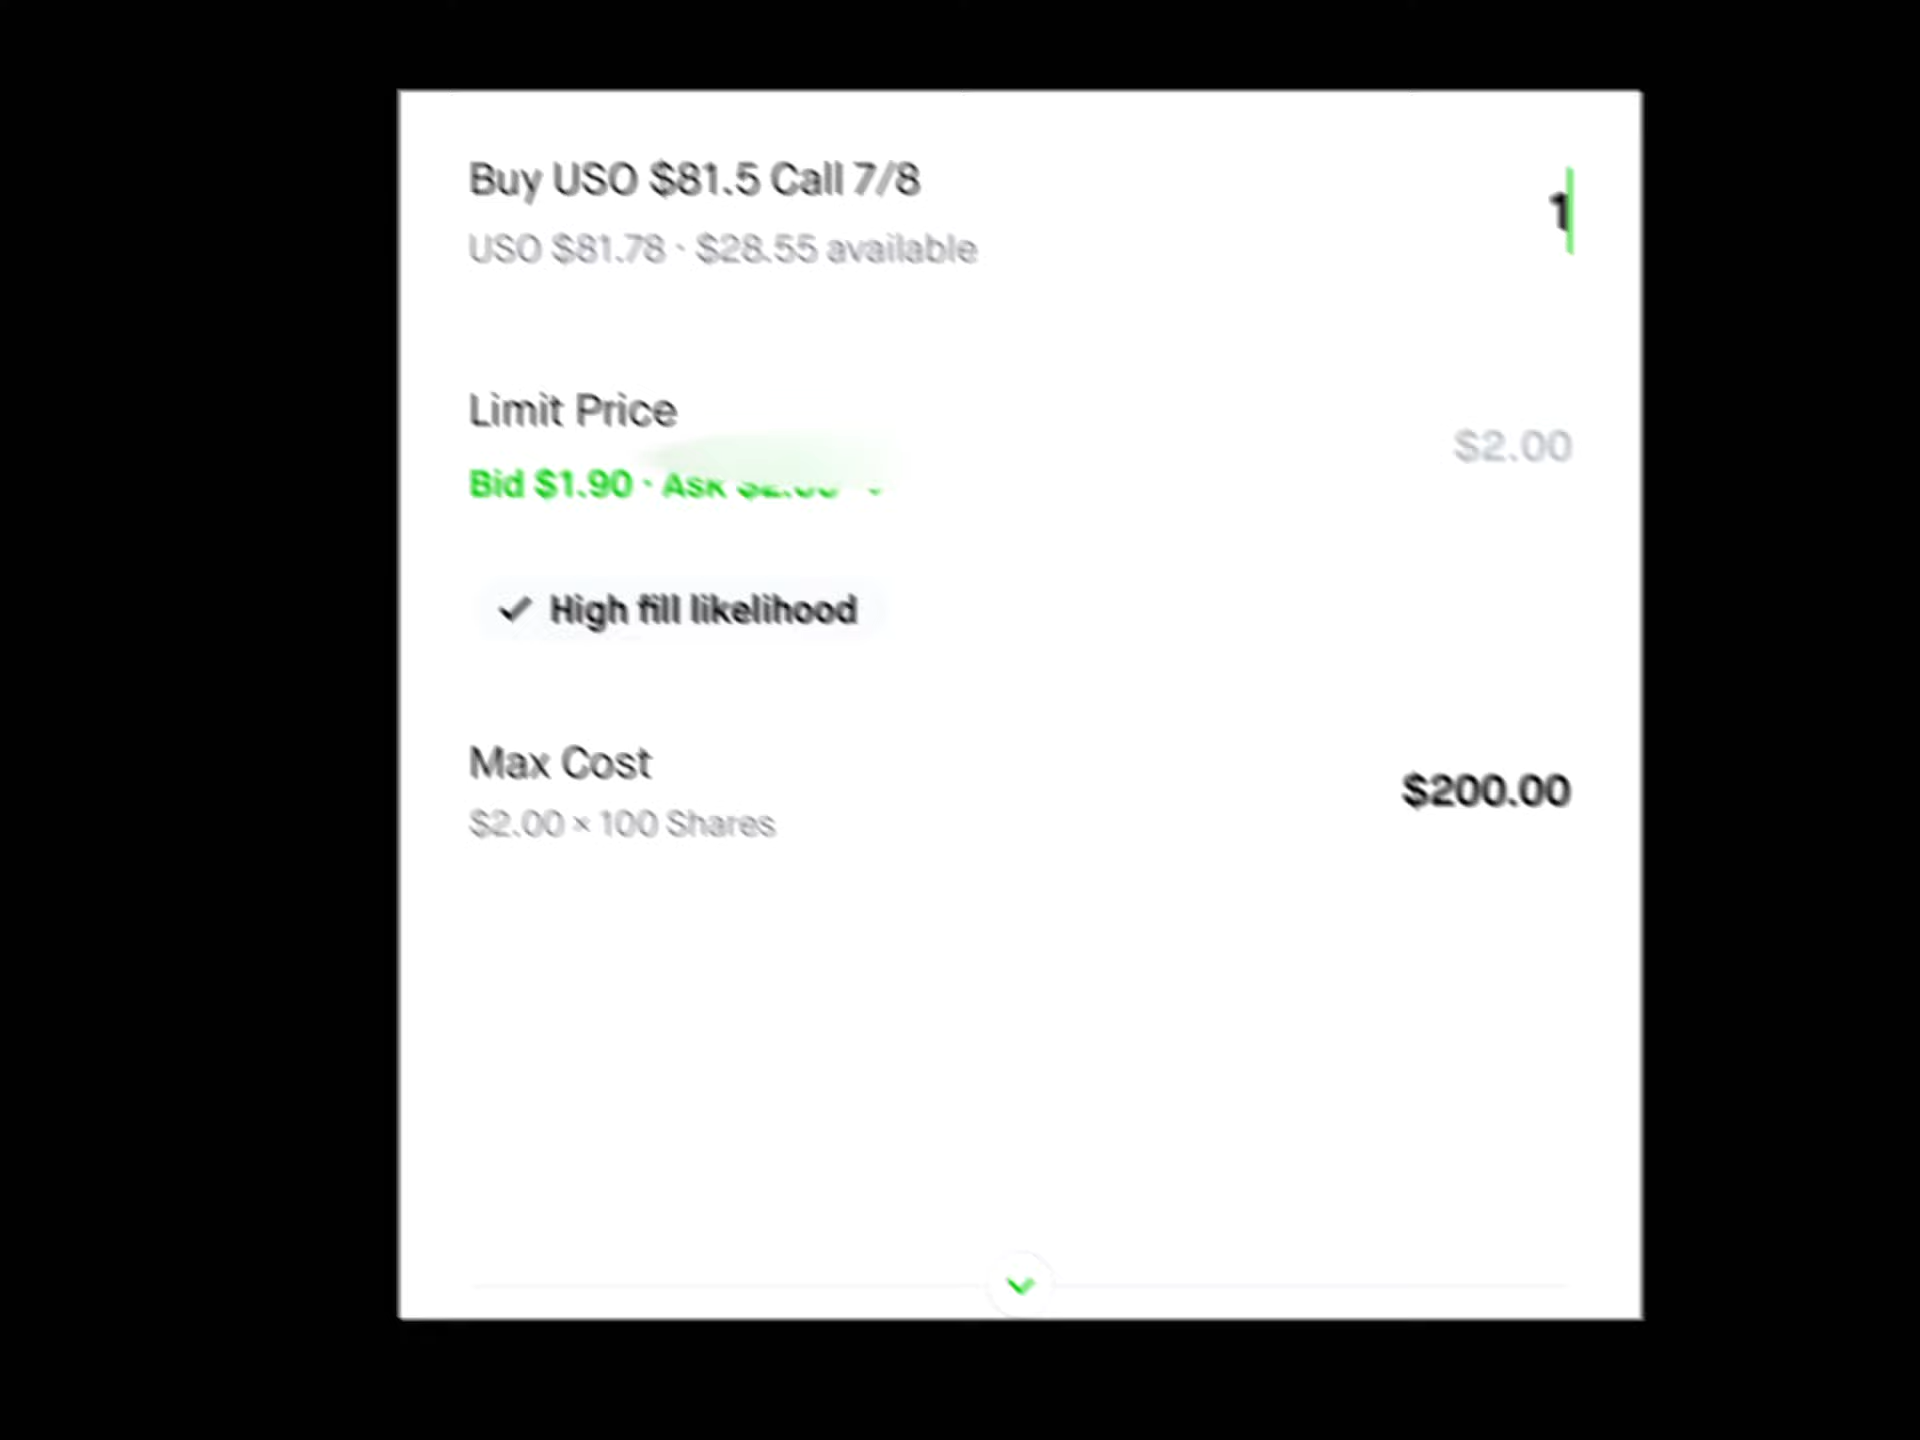 Buy USO $81.5 Call 7/8
1
USO $81.78 · $28.55 available
Limit Price
$2.00
Bid $1.90 · Ask
High fill likelihood
Max Cost
$200.00
$2.00 × 100 Shares